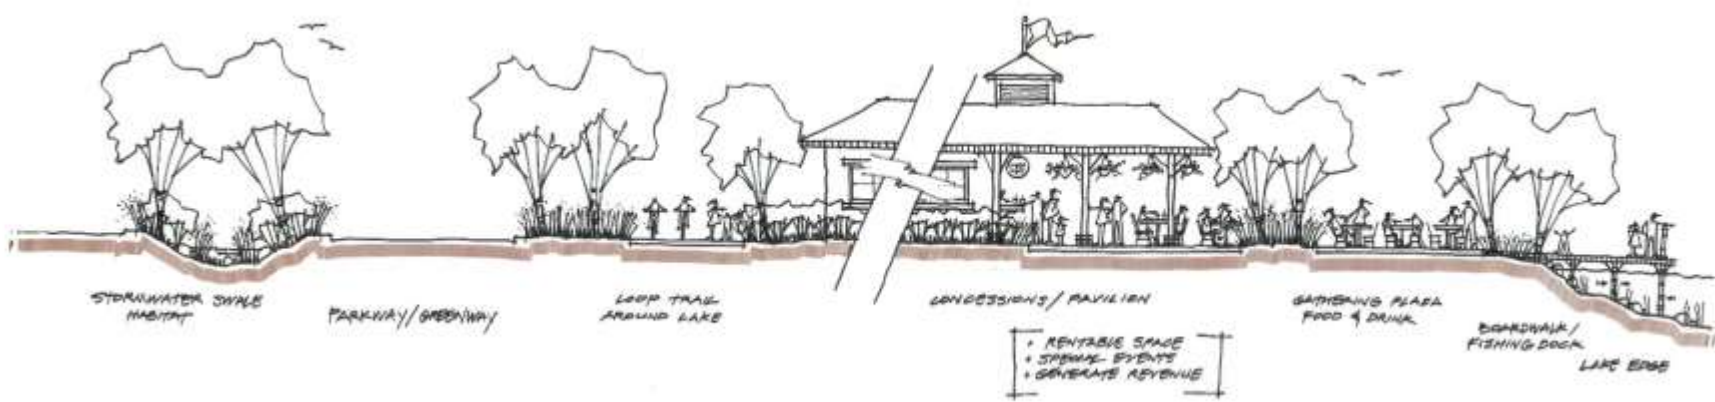 STORMWATER SWALE
HABITAT
PARKWAY/GREENWAY
LOOP TRAIL
AROUND LAKE
CONCESSIONS/PAVILION
+ RENTABLE SPACE
+ SPECIAL EVENTS
+ GENERATE REVENUE
GATHERING PLAZA
FOOD & DRINK
BOARDWALK/
FISHING DOCK
LAKE EDGE